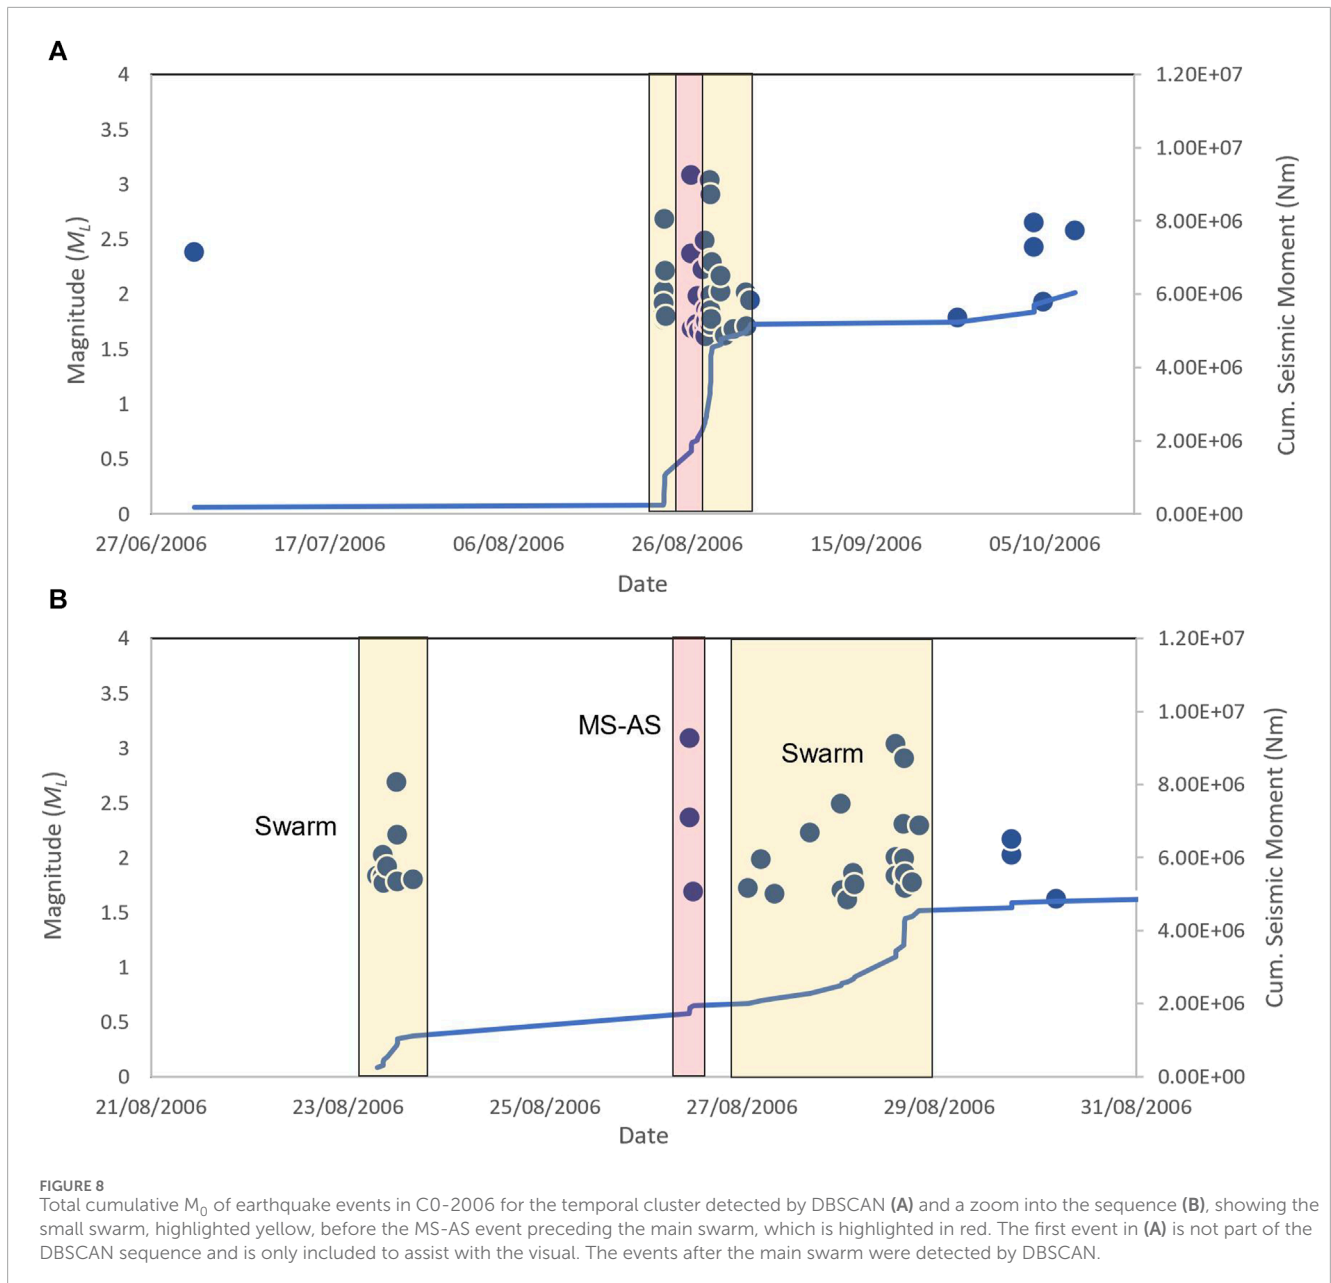 A
4
3.5
3
2.5
2
1.5
1
0.5
0
Magnitude (ML)
1.20E+07
1.00E+07
8.00E+06
6.00E+06
4.00E+06
2.00E+06
0.00E+00
Cum. Seismic Moment (Nm)
27/06/2006 17/07/2006 06/08/2006 26/08/2006 15/09/2006 05/10/2006
Date
B
4
3.5
3
2.5
2
1.5
1
0.5
0
Magnitude (ML)
MS-AS
Swarm
Swarm
1.20E+07
1.00E+07
8.00E+06
6.00E+06
4.00E+06
2.00E+06
0.00E+00
Cum. Seismic Moment (Nm)
21/08/2006 23/08/2006 25/08/2006 27/08/2006 29/08/2006 31/08/2006
Date
FIGURE 8
Total cumulative M0 of earthquake events in C0-2006 for the temporal cluster detected by DBSCAN (A) and a zoom into the sequence (B), showing the
small swarm, highlighted yellow, before the MS-AS event preceding the main swarm, which is highlighted in red. The first event in (A) is not part of the
DBSCAN sequence and is only included to assist with the visual. The events after the main swarm were detected by DBSCAN.